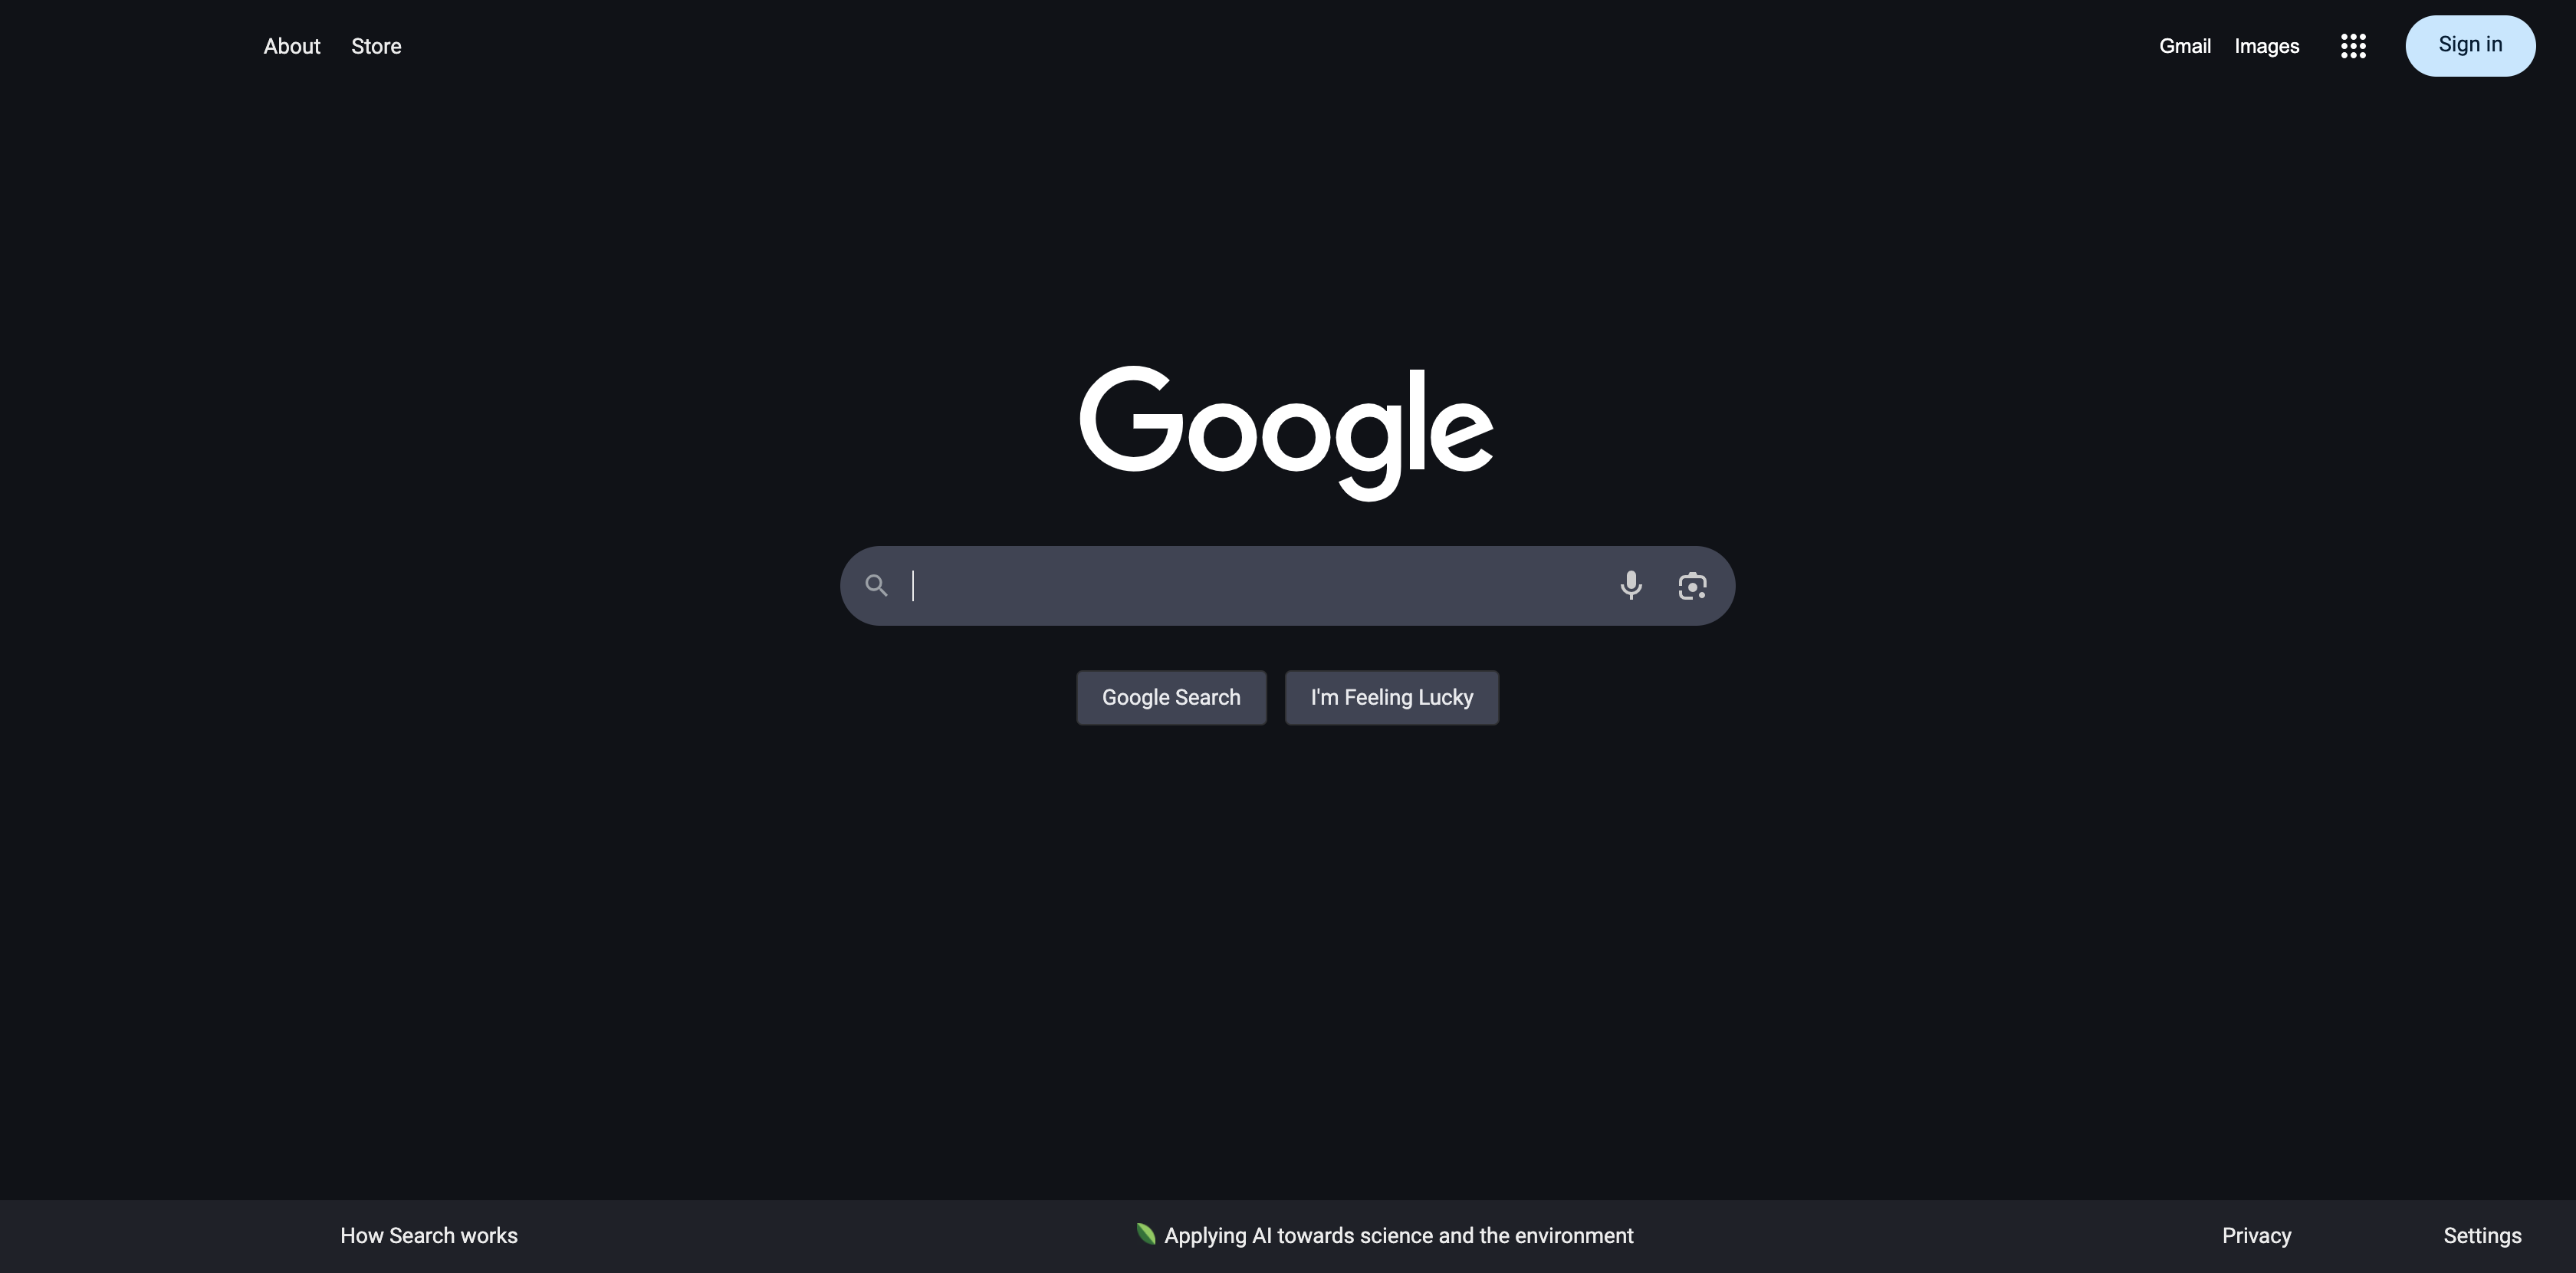 About Store Gmail Images Sign in
Google
Google Search I'm Feeling Lucky
How Search works Applying AI towards science and the environment Privacy Settings